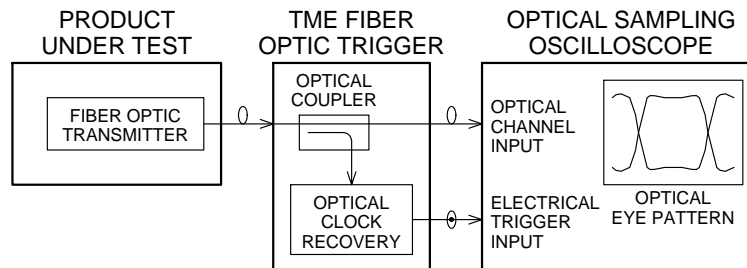 PRODUCT
UNDER TEST
TME FIBER
OPTIC TRIGGER
OPTICAL SAMPLING
OSCILLOSCOPE
FIBER OPTIC
TRANSMITTER
OPTICAL
COUPLER
OPTICAL
CLOCK
RECOVERY
OPTICAL
CHANNEL
INPUT
ELECTRICAL
TRIGGER
INPUT
OPTICAL
EYE PATTERN